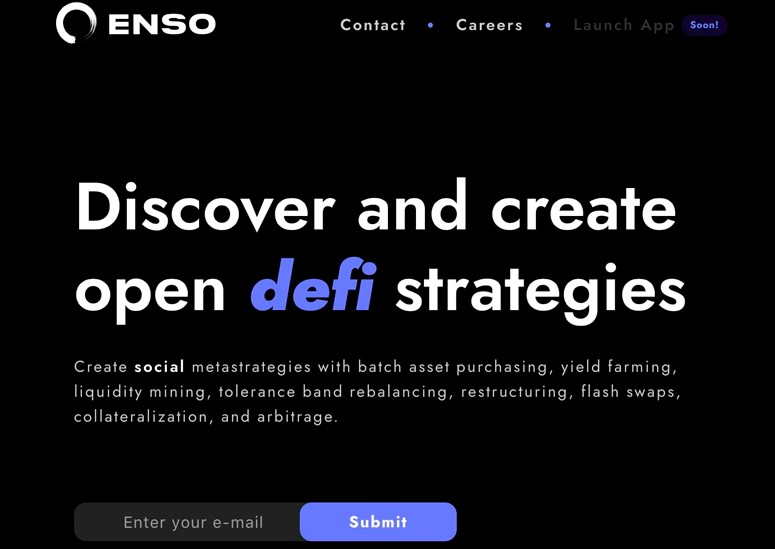 ENSO
Contact • Careers • Launch App Soon!
Discover and create
open defi strategies
Create social metastrategies with batch asset purchasing, yield farming,
liquidity mining, tolerance band rebalancing, restructuring, flash swaps,
collateralization, and arbitrage.
Enter your e-mail
Submit